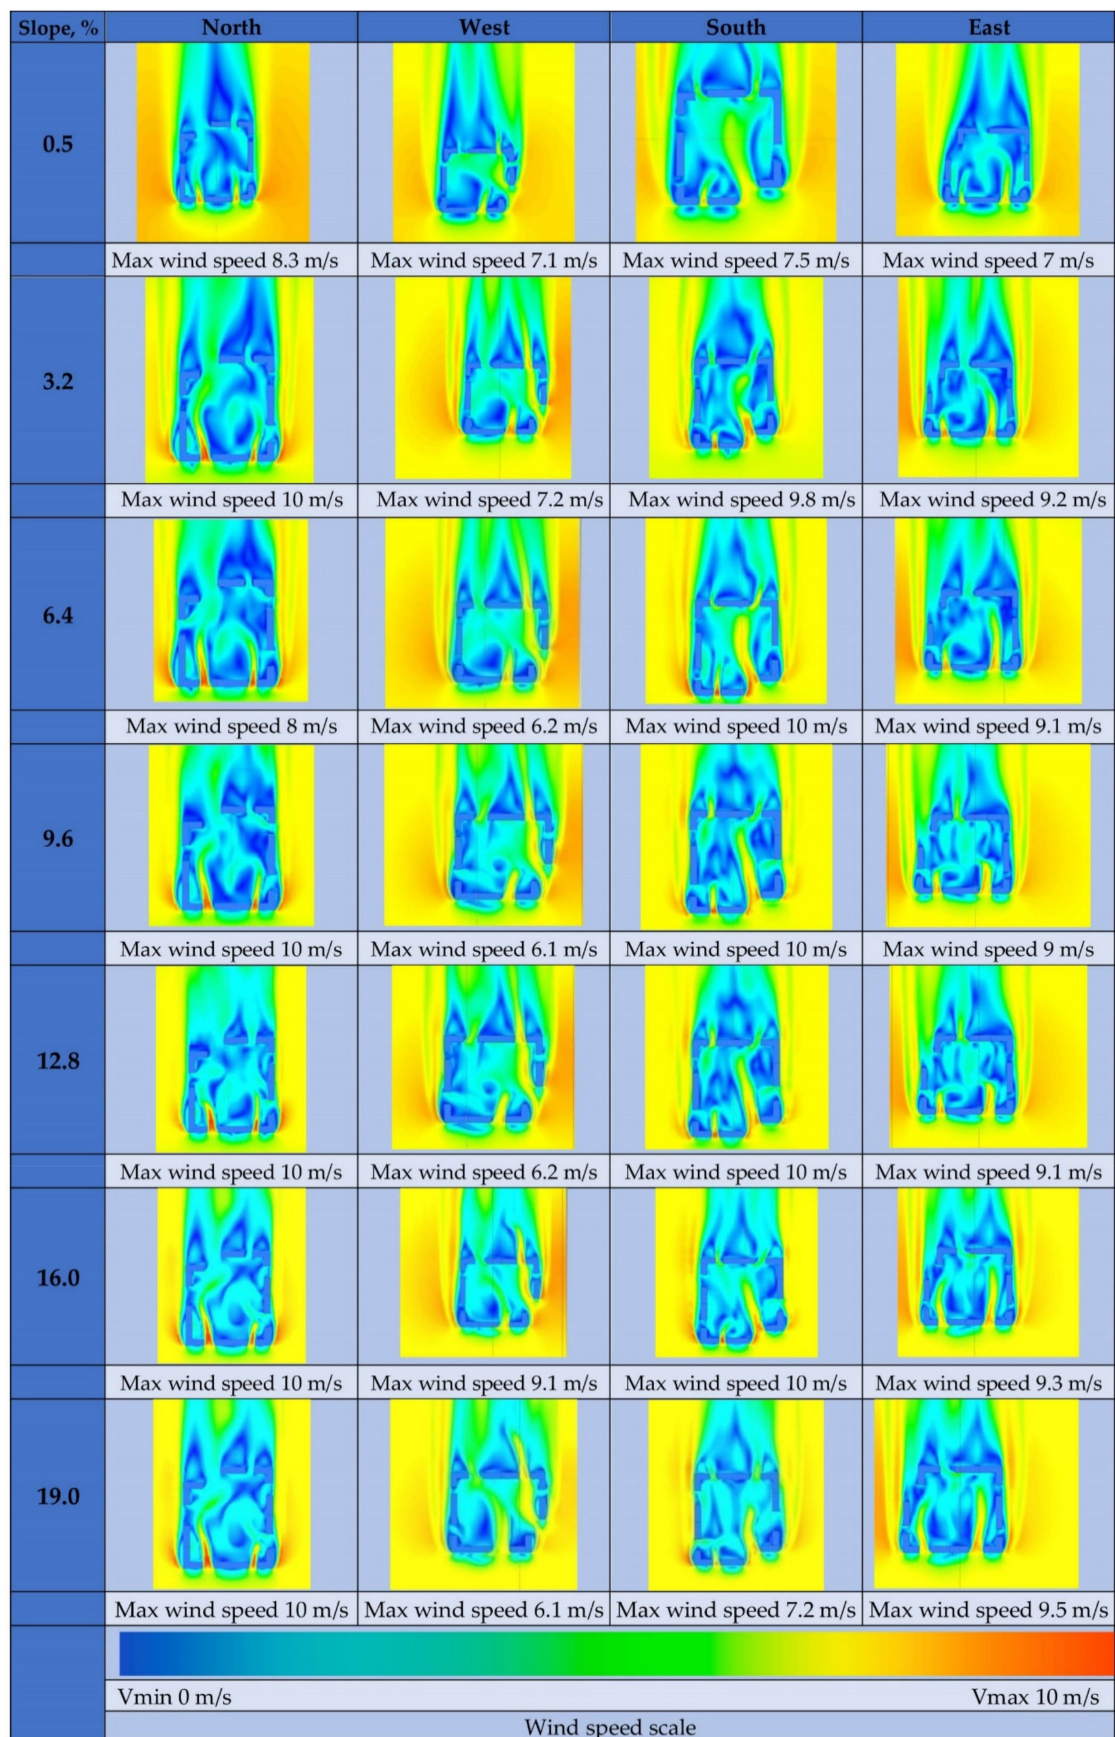 Slope, % North West South East
0.5
Max wind speed 8.3 m/s Max wind speed 7.1 m/s Max wind speed 7.5 m/s Max wind speed 7 m/s
3.2
Max wind speed 10 m/s Max wind speed 7.2 m/s Max wind speed 9.8 m/s Max wind speed 9.2 m/s
6.4
Max wind speed 8 m/s Max wind speed 6.2 m/s Max wind speed 10 m/s Max wind speed 9.1 m/s
9.6
Max wind speed 10 m/s Max wind speed 6.1 m/s Max wind speed 10 m/s Max wind speed 9 m/s
12.8
Max wind speed 10 m/s Max wind speed 6.2 m/s Max wind speed 10 m/s Max wind speed 9.1 m/s
16.0
Max wind speed 10 m/s Max wind speed 9.1 m/s Max wind speed 10 m/s Max wind speed 9.3 m/s
19.0
Max wind speed 10 m/s Max wind speed 6.1 m/s Max wind speed 7.2 m/s Max wind speed 9.5 m/s
Vmin 0 m/s Vmax 10 m/s
Wind speed scale